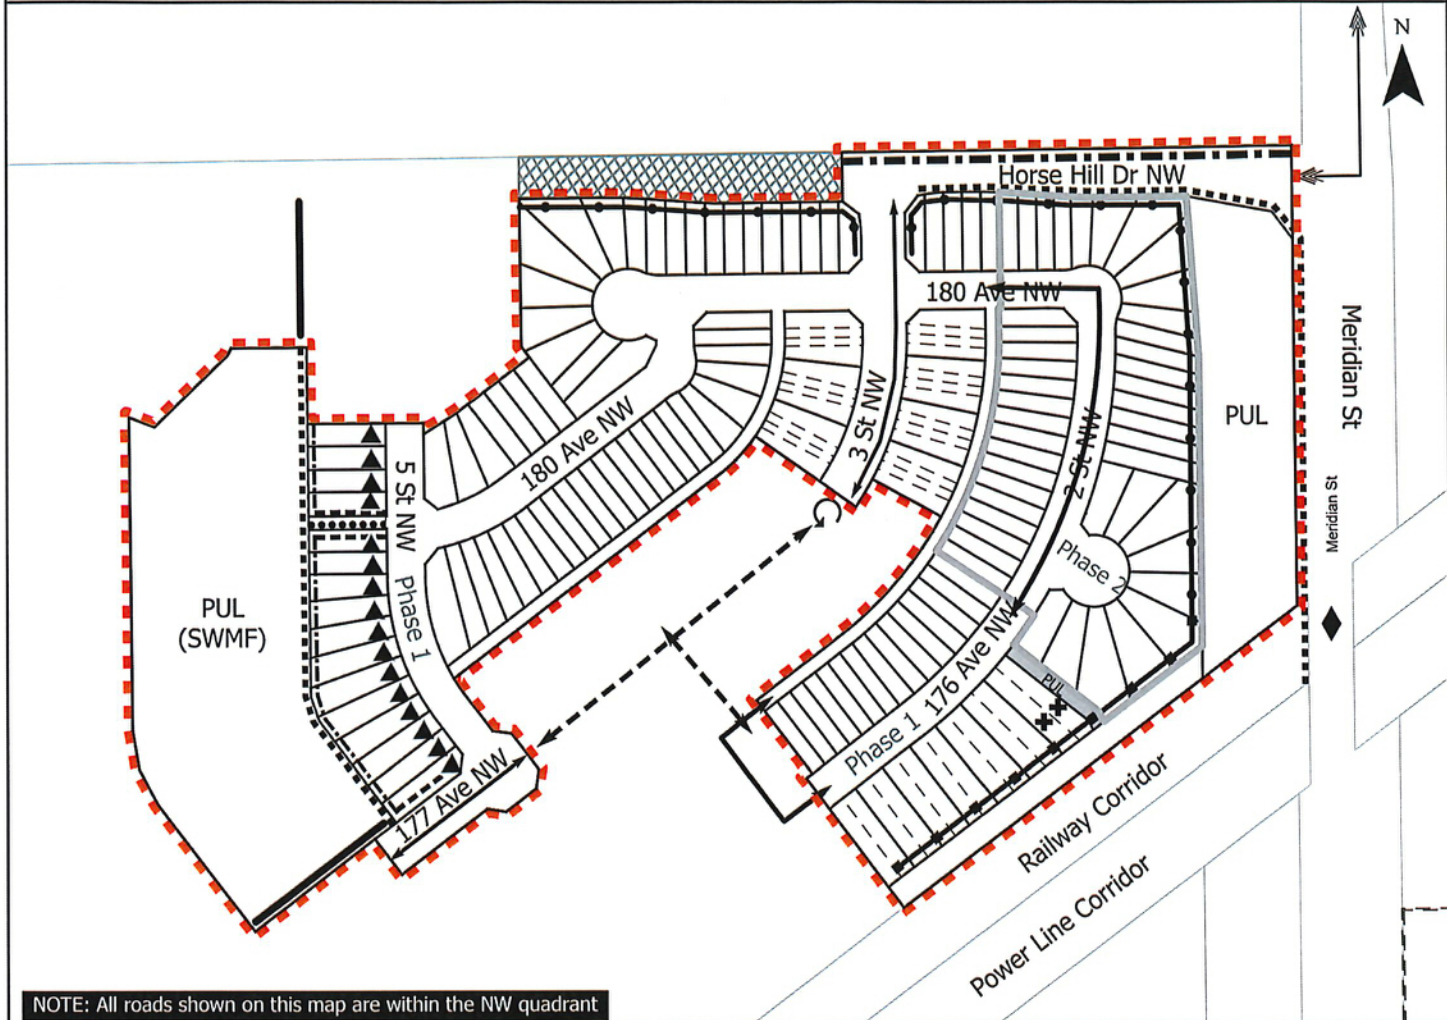 N
Horse Hill Dr NW
180 Ave NW
Meridian St
3 St NW
2 St NW
PUL
180 Ave NW
5 St NW
Meridian St
Phase 2
Phase 1
PUL
(SWMF)
176 Ave NW
PUL
Phase 1
177 Ave NW
Railway Corridor
Power Line Corridor
NOTE: All roads shown on this map are within the NW quadrant